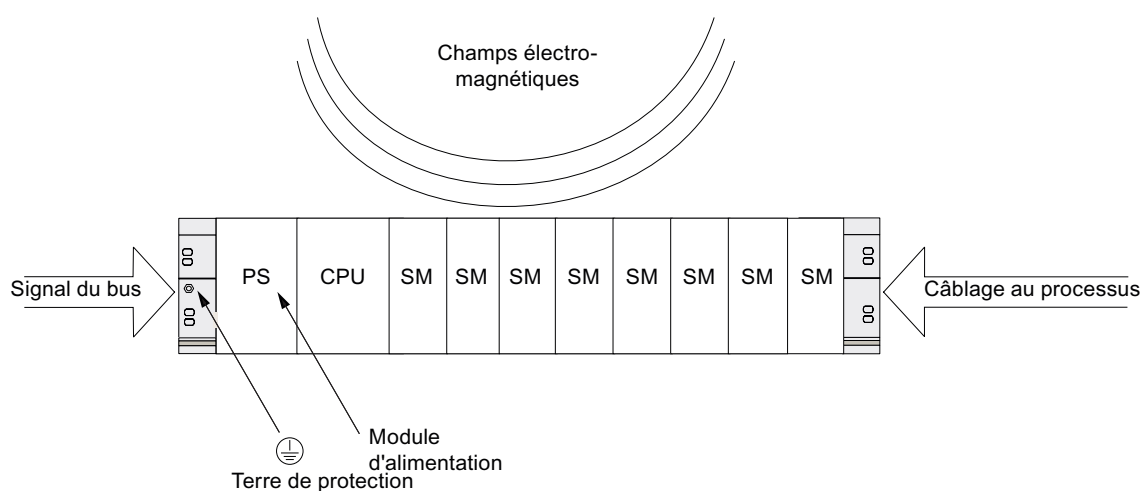 Champs électro-
magnétiques
PS CPU SM SM SM SM SM SM SM SM
Signal du bus
Câblage au processus
Module
d'alimentation
Terre de protection